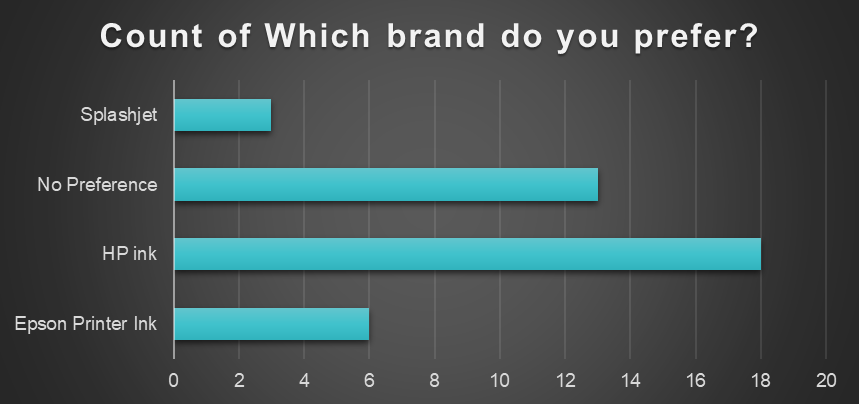 Count of Which brand do you prefer?
Splashjet
No Preference
HP ink
Epson Printer Ink
0 2 4 6 8 10 12 14 16 18 20